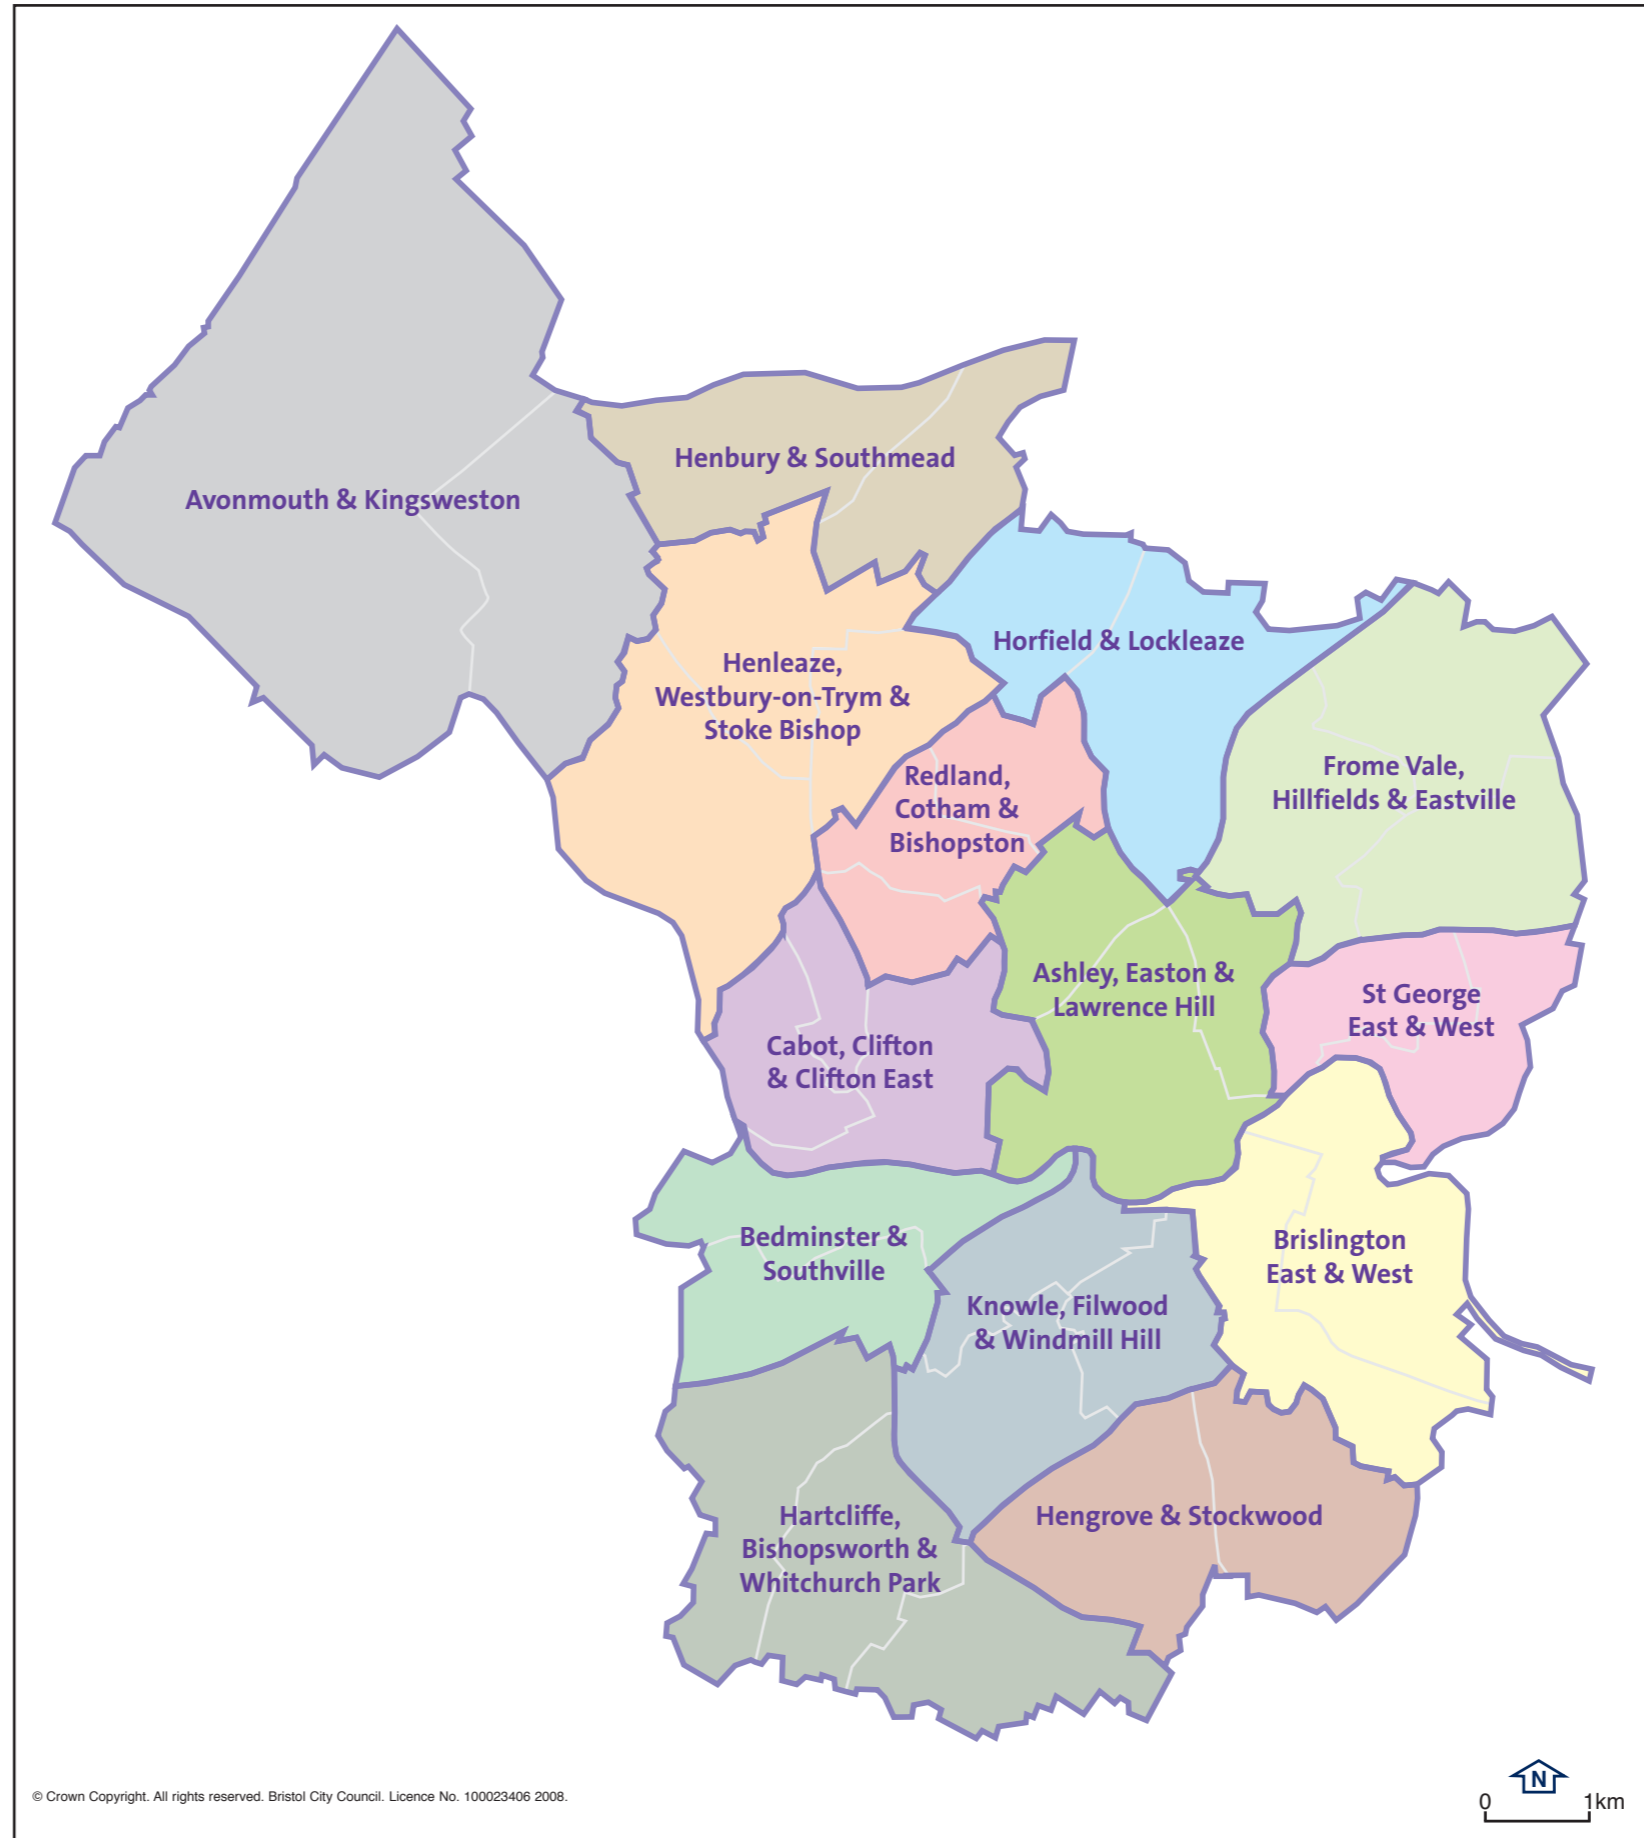 Henbury & Southmead
Avonmouth & Kingsweston
Horfield & Lockleaze
Henleaze,
Westbury-on-Trym &
Stoke Bishop
Redland,
Cotham &
Bishopston
Frome Vale,
Hillfields & Eastville
Ashley, Easton &
Lawrence Hill
St George
East & West
Cabot, Clifton
& Clifton East
Bedminster &
Southville
Brislington
East & West
Knowle, Filwood
& Windmill Hill
Hartcliffe,
Bishopsworth &
Whitchurch Park
Hengrove & Stockwood
N
0 1km
© Crown Copyright. All rights reserved. Bristol City Council. Licence No. 100023406 2008.